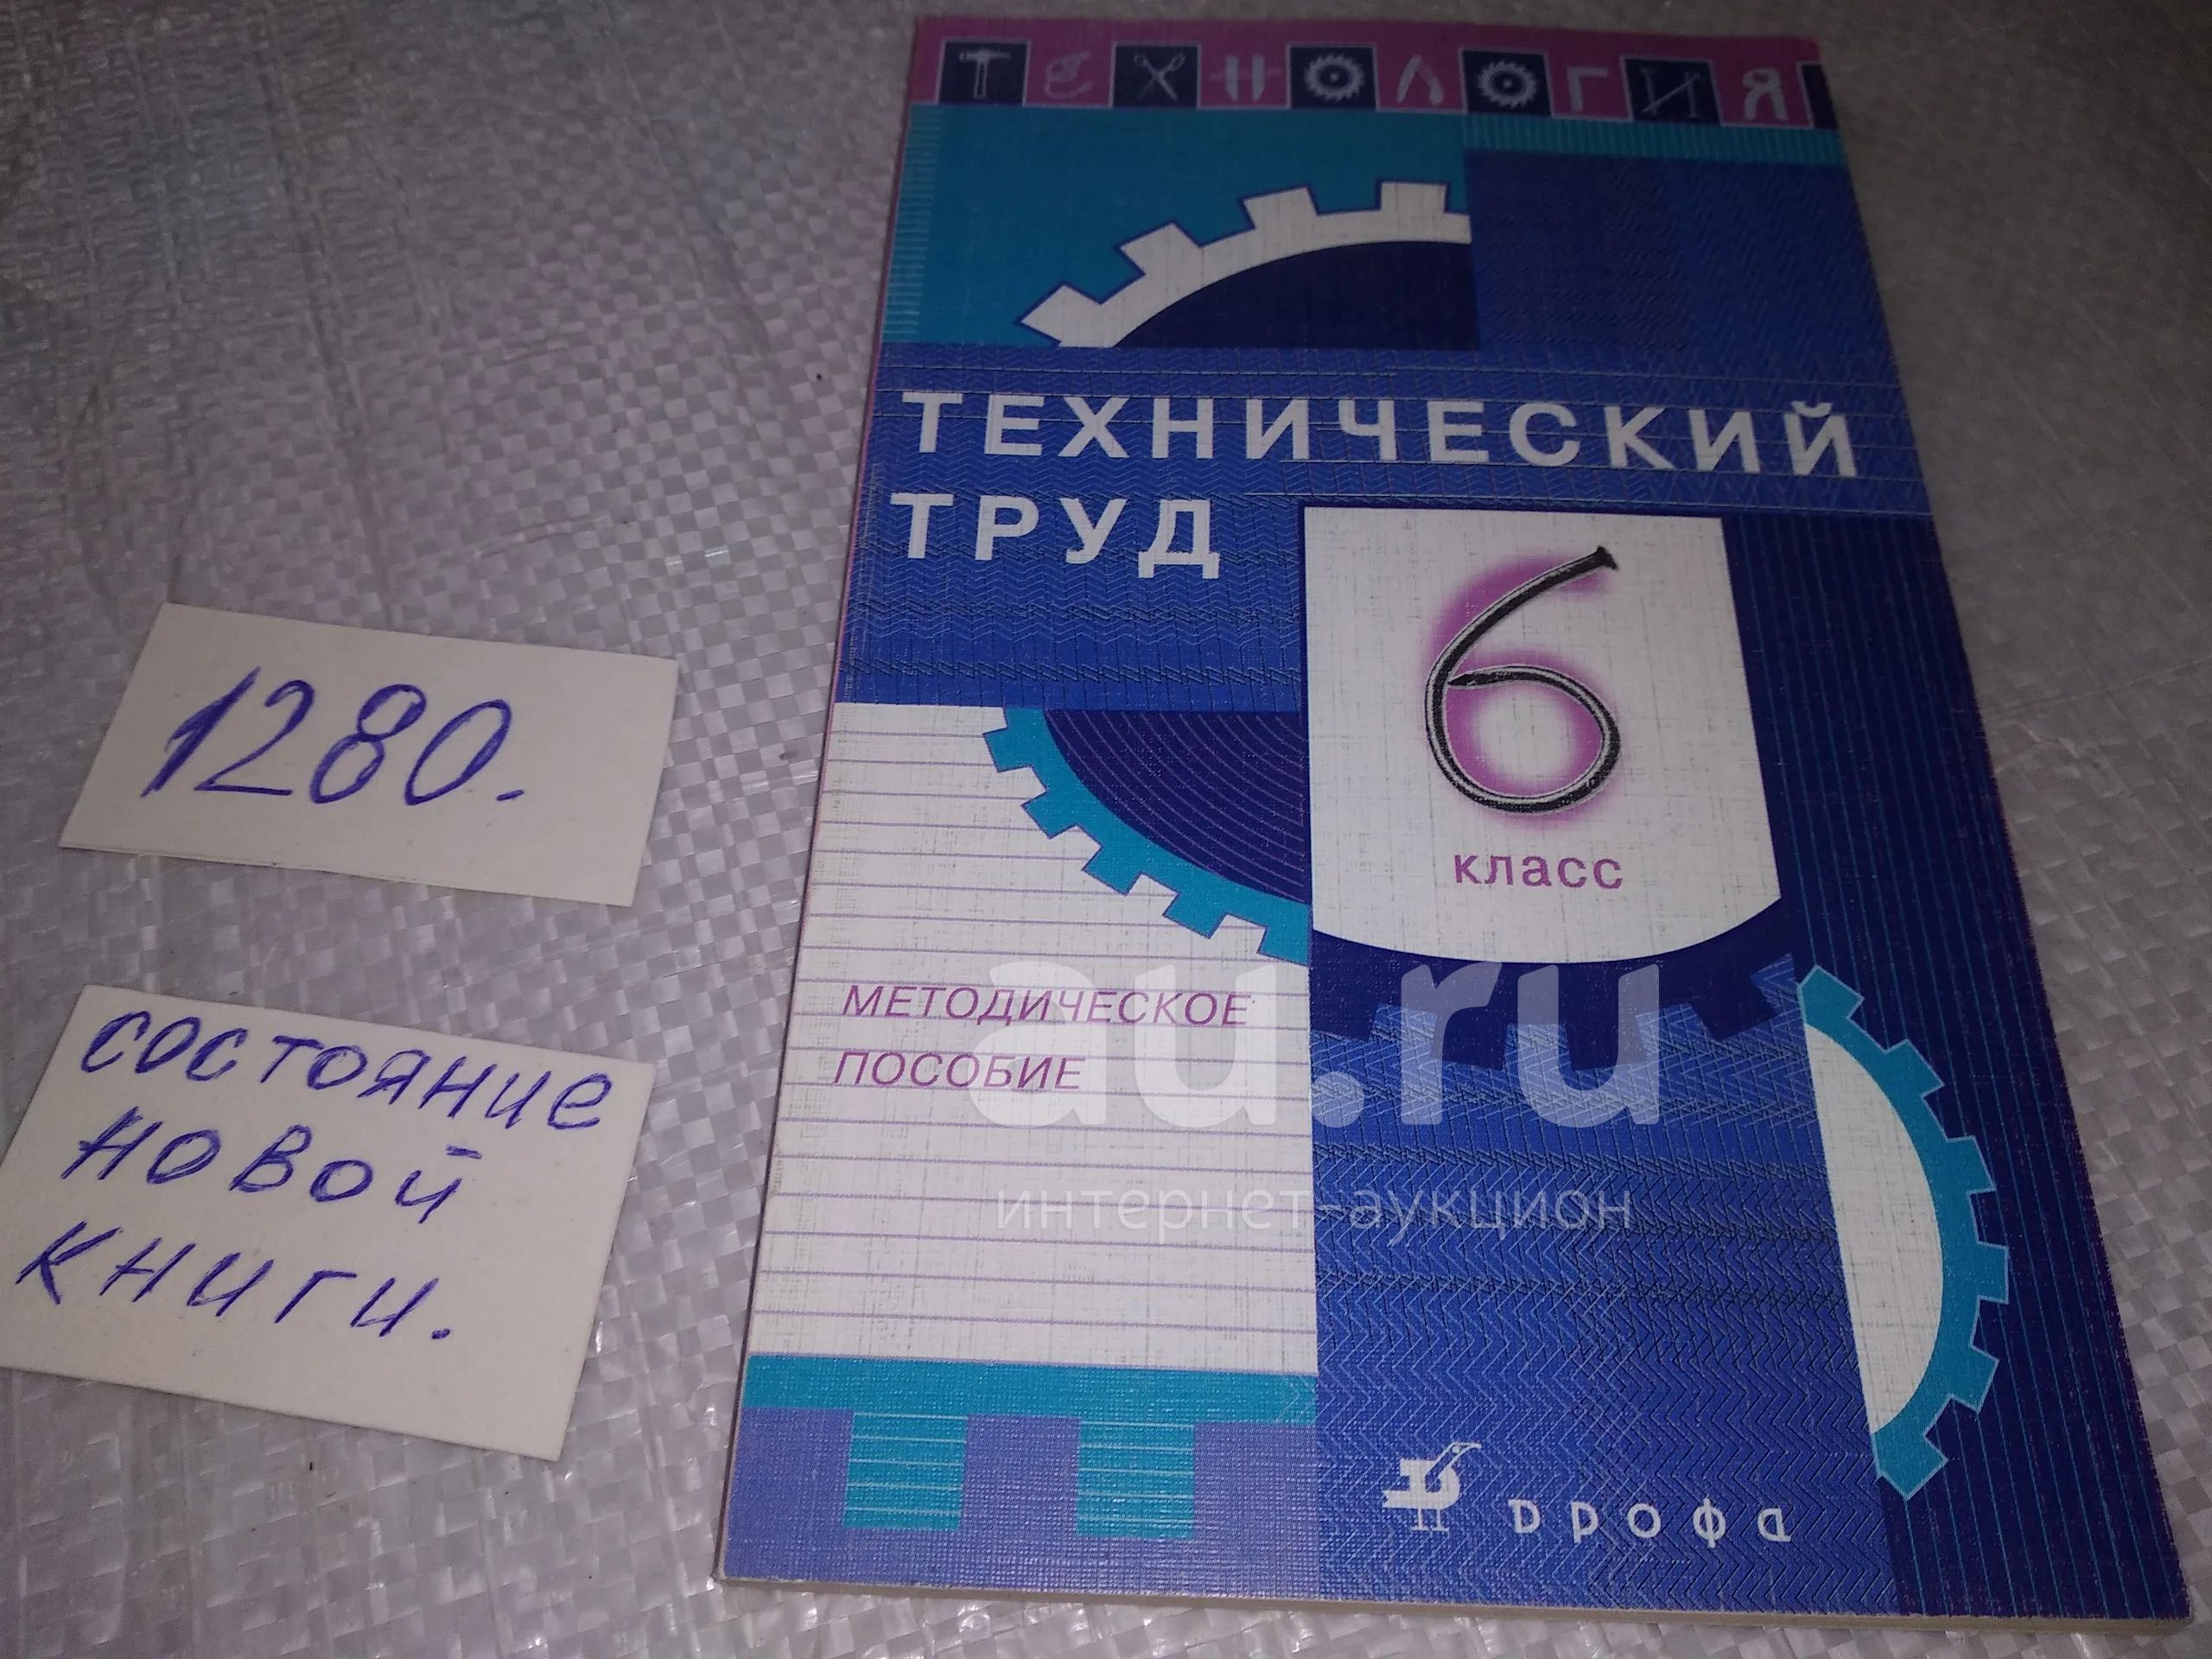 ТЕХНОЛОГИЯ
ТЕХНИЧЕСКИЙ
ТРУД
6
класс
МЕТОДИЧЕСКОЕ
ПОСОБИЕ
дрофа
1280.
состояние
новой
книги.
au.ru
интернет-аукцион